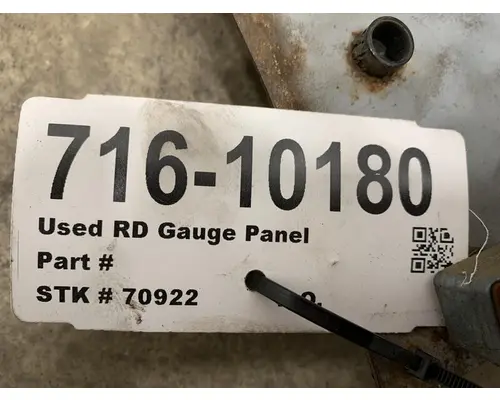 716-10180
Used RD Gauge Panel
Part #
STK # 70922